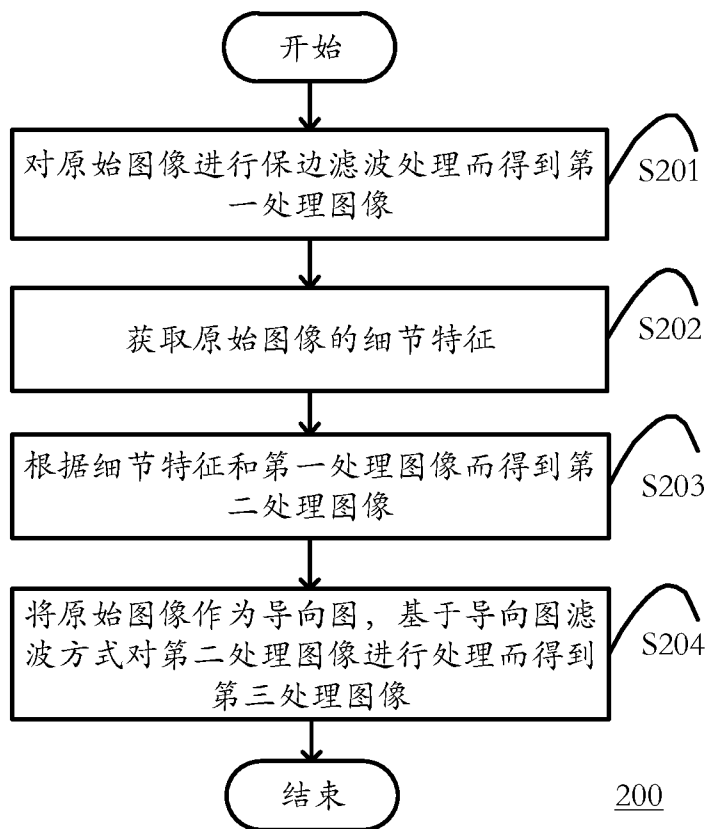 开始
对原始图像进行保边滤波处理而得到第
一处理图像
S201
获取原始图像的细节特征
S202
根据细节特征和第一处理图像而得到第
二处理图像
S203
将原始图像作为导向图，基于导向图滤
波方式对第二处理图像进行处理而得到
第三处理图像
S204
结束
200